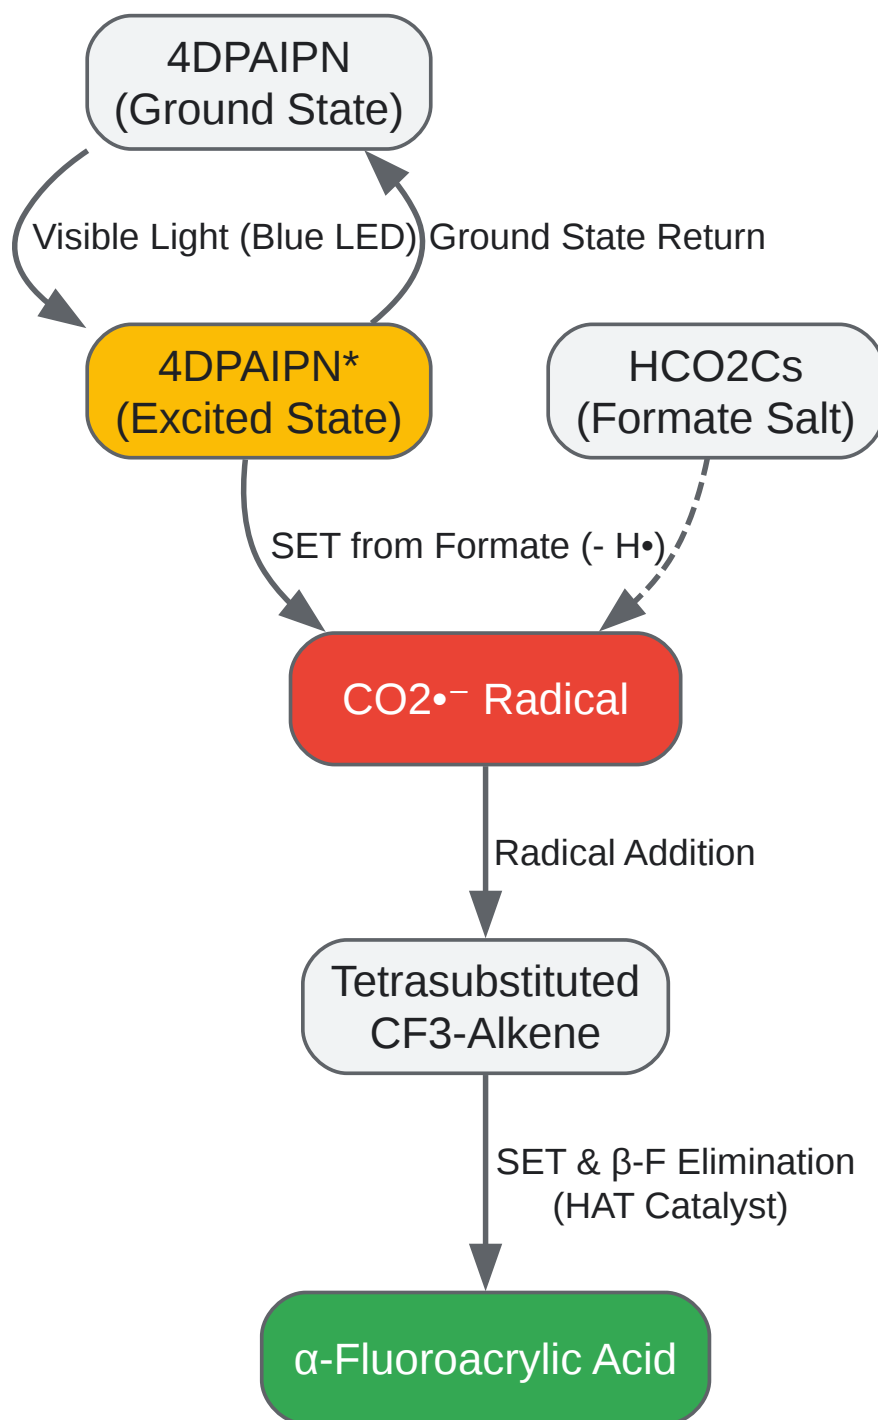 4DPAIPN
(Ground State)
Visible Light (Blue LED)
Ground State Return
4DPAIPN*
(Excited State)
HCO2Cs
(Formate Salt)
SET from Formate (- H•)
CO2•⁻ Radical
Radical Addition
Tetrasubstituted
CF3-Alkene
SET & β-F Elimination
(HAT Catalyst)
α-Fluoroacrylic Acid